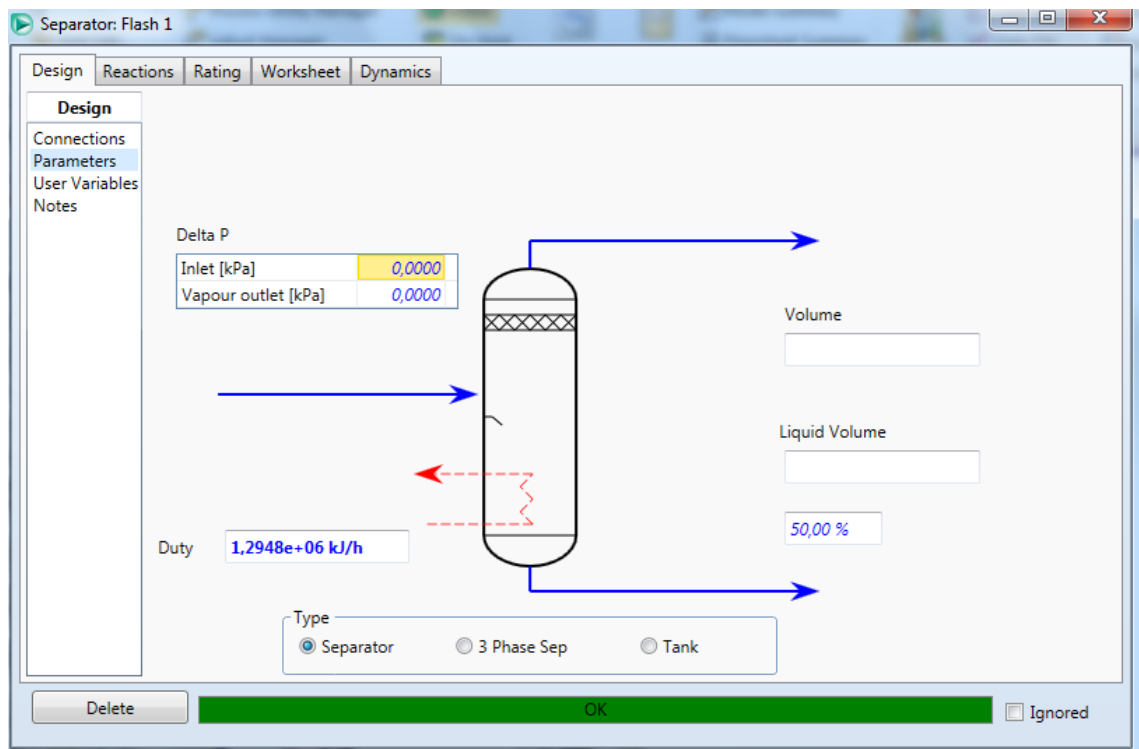 Separator: Flash 1
Design Reactions Rating Worksheet Dynamics
Design
Connections
Parameters
User Variables
Notes
Delta P
Inlet [kPa] 0,0000
Vapour outlet [kPa] 0,0000
Volume
Liquid Volume
50,00 %
Duty 1,2948e+06 kJ/h
Type
Separator 3 Phase Sep Tank
Delete OK Ignored